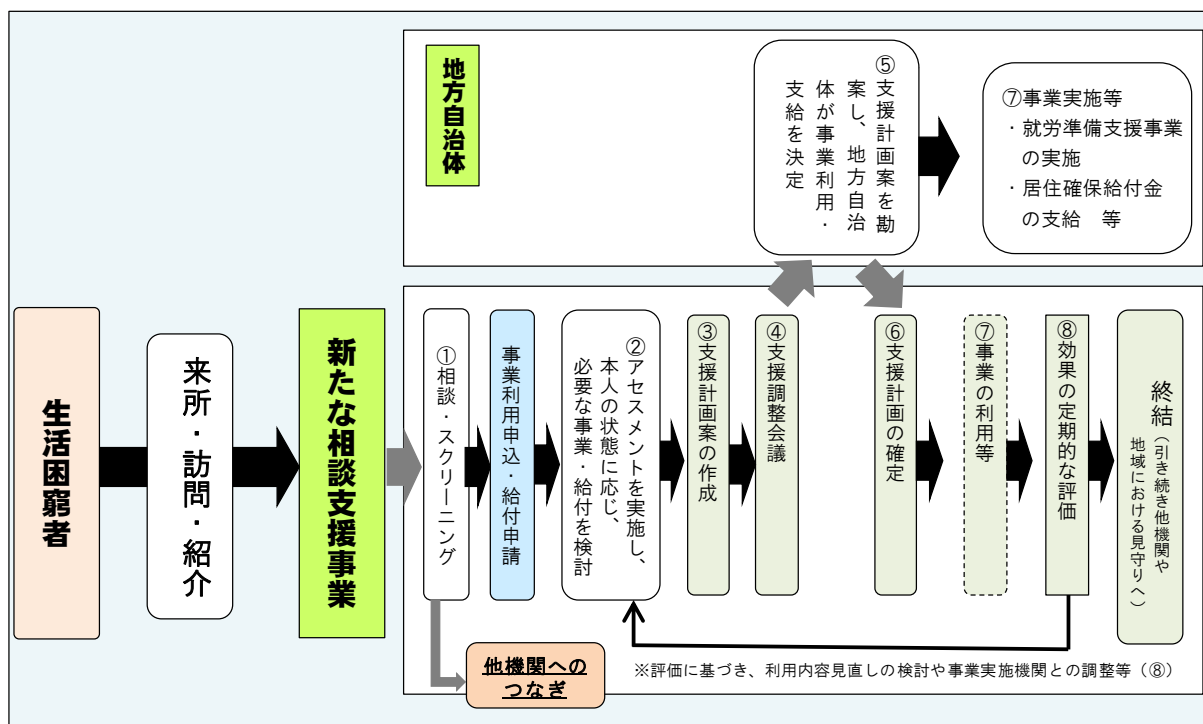 地方自治体
⑤支援計画案を勘
案し、地方自治
体が事業利用・
支給を決定
⑦事業実施等
・就労準備支援事業
の実施
・居住確保給付金
の支給　等
生活困窮者
来所・訪問・紹介
新たな相談支援事業
①相談・スクリーニング
事業利用申込・給付申請
②アセスメントを実施し、
本人の状態に応じ、
必要な事業・給付を検討
③支援計画案の作成
④支援調整会議
⑥支援計画の確定
⑦事業の利用等
⑧効果の定期的な評価
終結（引き続き他機関や
地域における見守りへ）
他機関への
つなぎ
※評価に基づき、利用内容見直しの検討や事業実施機関との調整等（⑧）